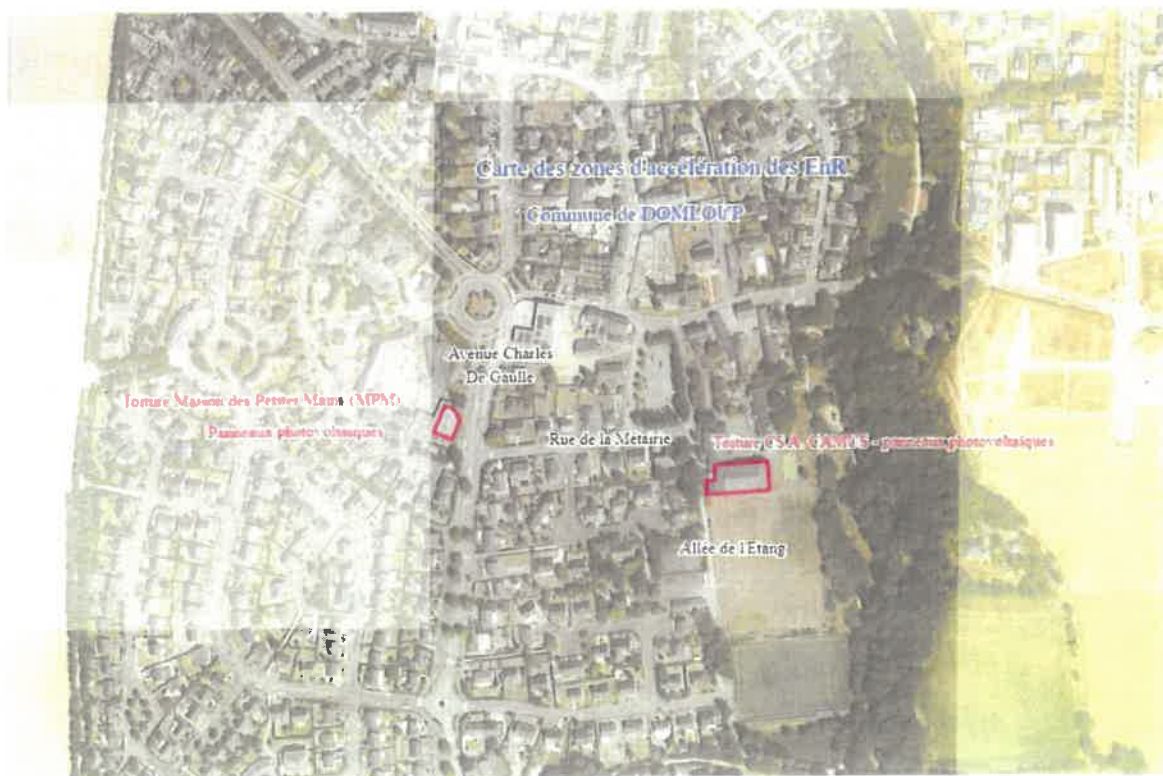 Carte des zones d'accélération des EnR
Commune de DOMLOUP
Avenue Charles
De Gaulle
Toiture Maison des Petites Mains (MPM)
Panneaux photovoltaïques
Rue de la Métairie
Toiture CS A. CAMUS - panneaux photovoltaïques
Allée de l'Etang